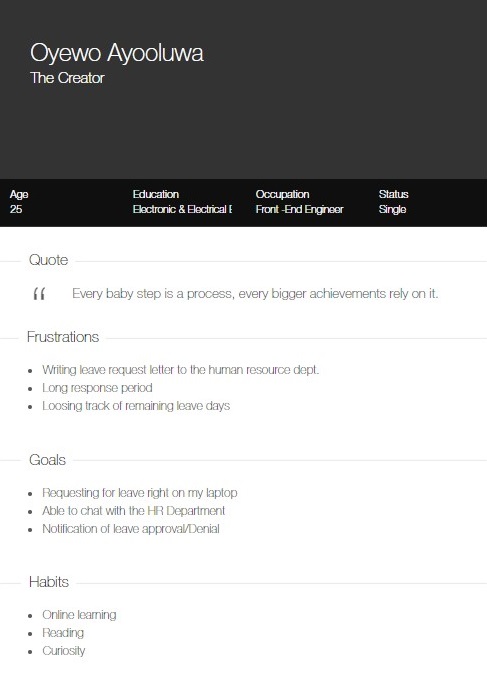 Oyewo Ayooluwa
The Creator
Age
25
Education
Electronic & Electrical
Occupation
Front -End Engineer
Status
Single
Quote
“ Every baby step is a process, every bigger achievements rely on it.
Frustrations
• Writing leave request letter to the human resource dept.
• Long response period
• Loosing track of remaining leave days
Goals
• Requesting for leave right on my laptop
• Able to chat with the HR Department
• Notification of leave approval/Denial
Habits
• Online learning
• Reading
• Curiosity